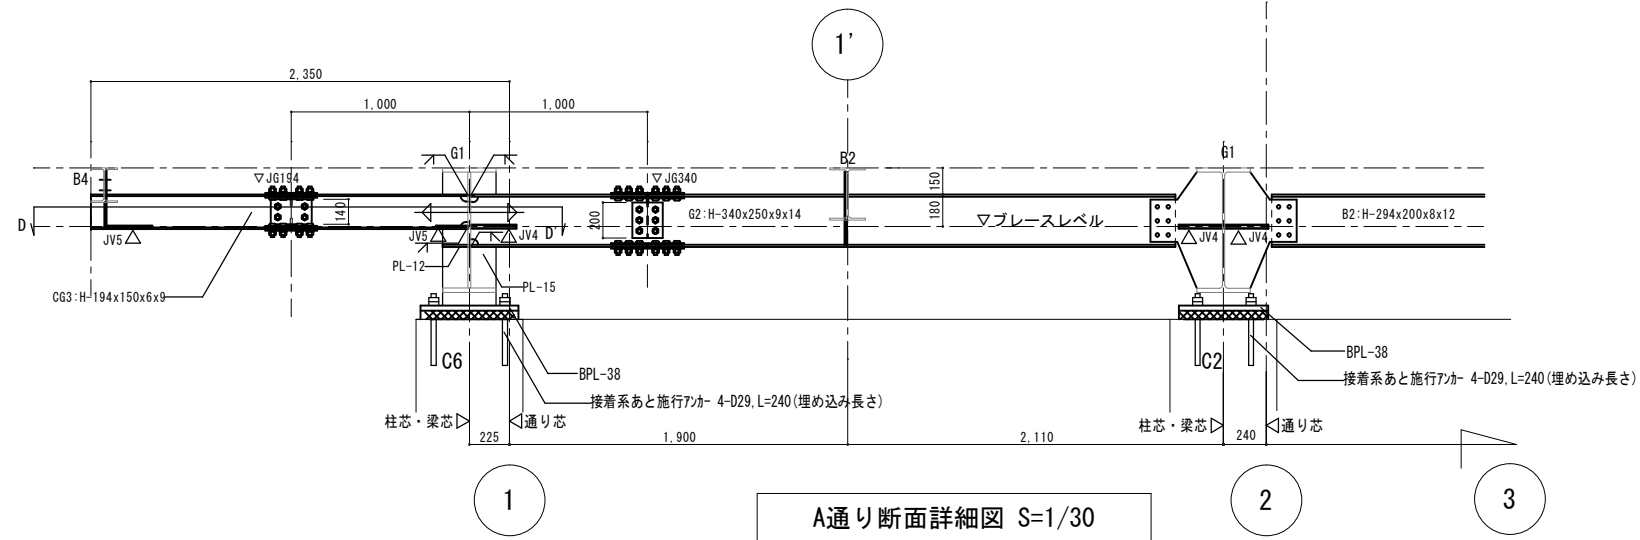 1'
2,350
1,000
1,000
G1
B2
G1
B4
▽JG194
▽JG340
150
140
200
G2:H-340x250x9x14
180
▽ブレースレベル
B2:H-294x200x8x12
D
D'
JV5
JV5
JV4
JV4
JV4
PL-12
PL-15
CG3:H-194x150x6x9
C6
C2
BPL-38
BPL-38
接着系あと施行アンカー 4-D29,L=240(埋め込み長さ)
接着系あと施行アンカー 4-D29,L=240(埋め込み長さ)
柱芯・梁芯
通り芯
柱芯・梁芯
通り芯
225
1,900
2,110
240
1
2
3
A通り断面詳細図 S=1/30